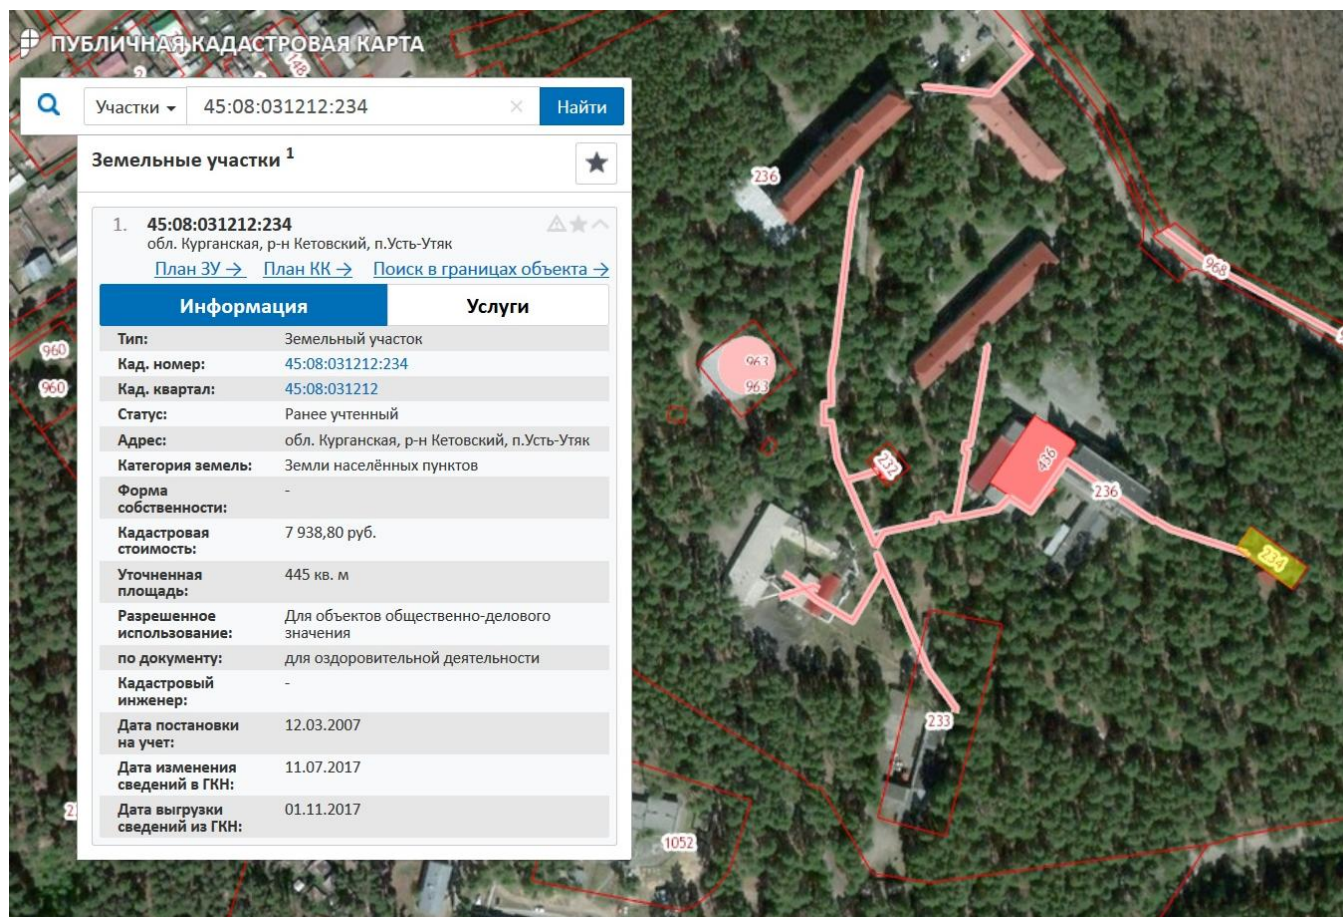 ПУБЛИЧНАЯ КАДАСТРОВАЯ КАРТА
148
Участки
45:08:031212:234
×
Найти
Земельные участки 1
1. 45:08:031212:234
обл. Курганская, р-н Кетовский, п.Усть-Утяк
План ЗУ → План КК → Поиск в границах объекта →
Информация Услуги
Тип: Земельный участок
Кад. номер: 45:08:031212:234
Кад. квартал: 45:08:031212
Статус: Ранее учтенный
Адрес: обл. Курганская, р-н Кетовский, п.Усть-Утяк
Категория земель: Земли населённых пунктов
Форма
собственности: -
Кадастровая
стоимость: 7 938,80 руб.
Уточненная
площадь: 445 кв. м
Разрешенное
использование: Для объектов общественно-делового
значения
по документу: для оздоровительной деятельности
Кадастровый
инженер: -
Дата постановки
на учет: 12.03.2007
Дата изменения
сведений в ГКН: 11.07.2017
Дата выгрузки
сведений из ГКН: 01.11.2017
960
960
236
968
963
963
232
436
236
234
233
1052